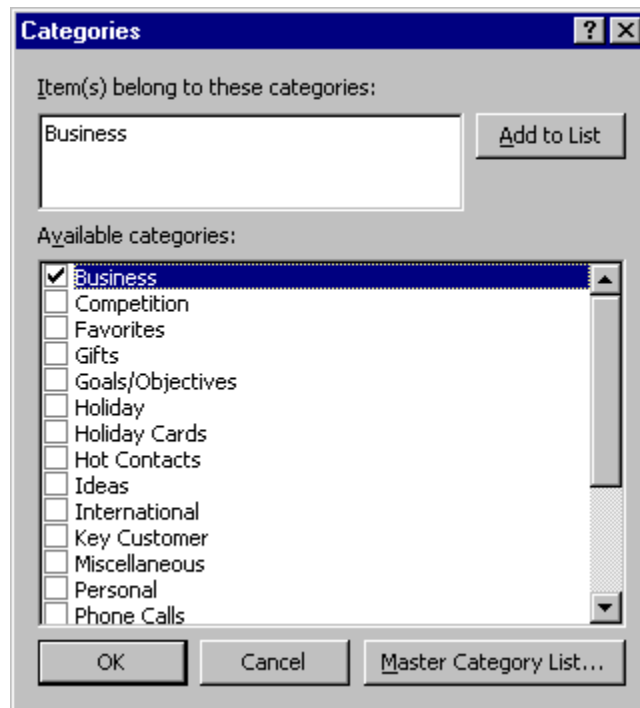 Categories
Item(s) belong to these categories:
Business
Add to List
Available categories:
Business
Competition
Favorites
Gifts
Goals/Objectives
Holiday
Holiday Cards
Hot Contacts
Ideas
International
Key Customer
Miscellaneous
Personal
Phone Calls
OK Cancel Master Category List...